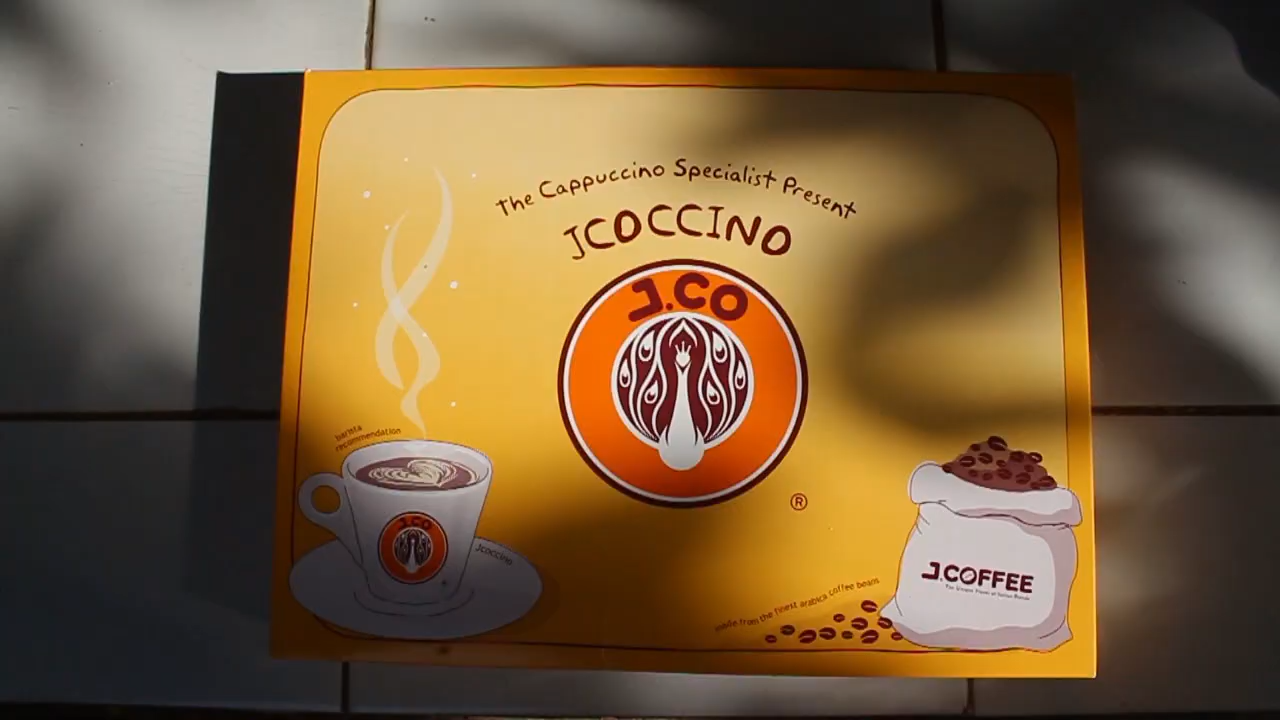 The Cappuccino Specialist Present
JCOCCINO
J.CO
®
barista
recommendation
J.CO
Jcoccino
made from the finest arabica coffee beans
J.COFFEE